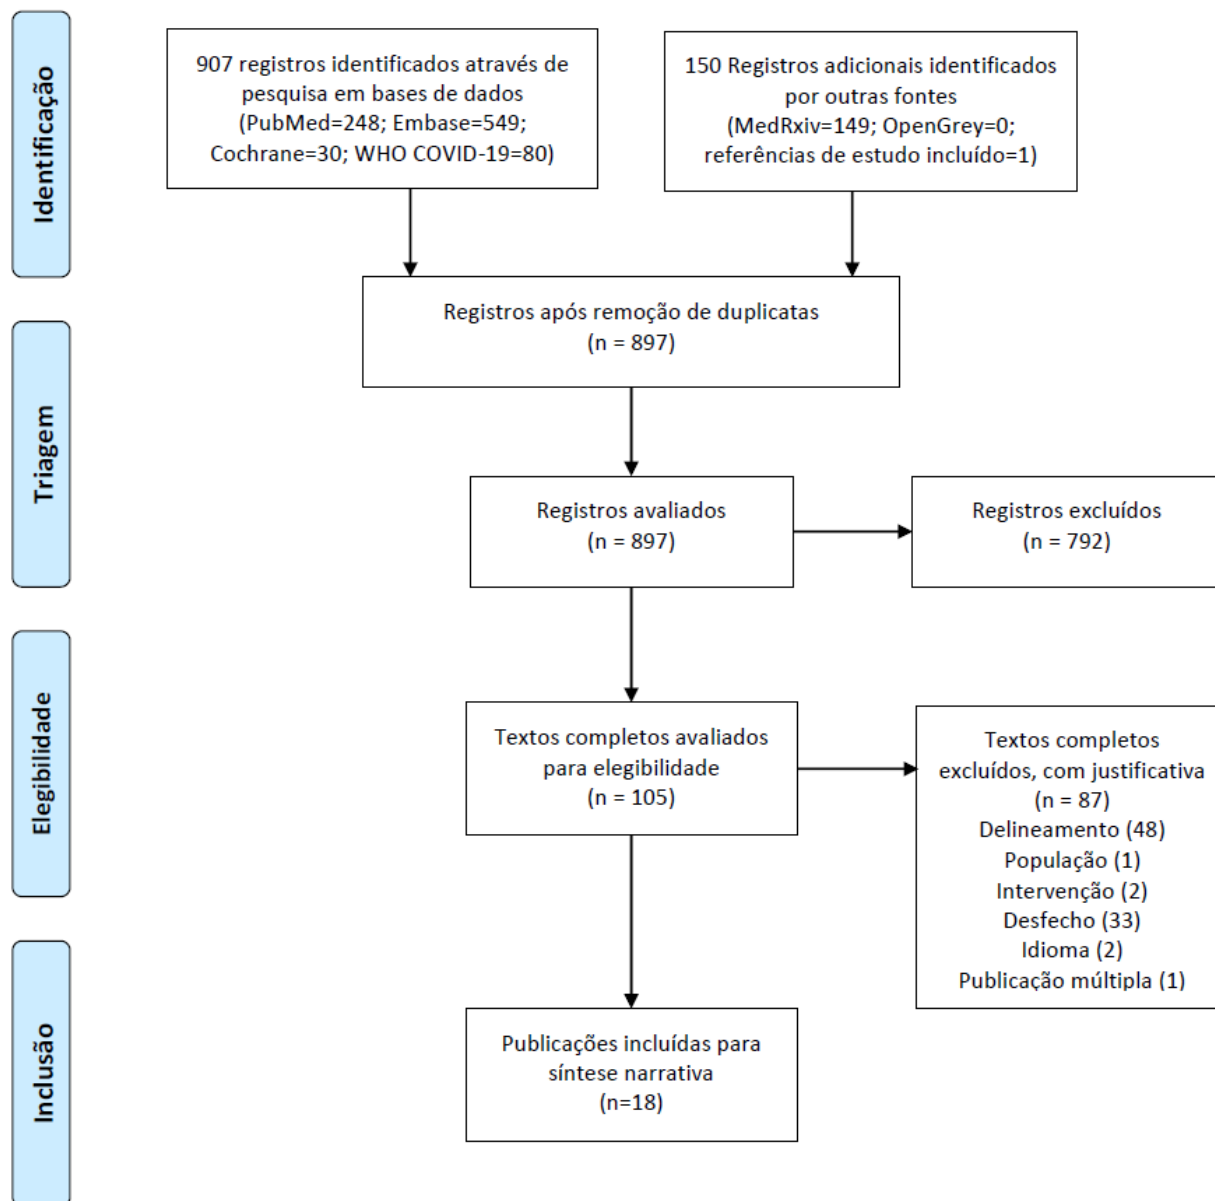 Identificação
907 registros identificados através de
pesquisa em bases de dados
(PubMed=248; Embase=549;
Cochrane=30; WHO COVID-19=80)
150 Registros adicionais identificados
por outras fontes
(MedRxiv=149; OpenGrey=0;
referências de estudo incluído=1)
Registros após remoção de duplicatas
(n = 897)
Triagem
Registros avaliados
(n = 897)
Registros excluídos
(n = 792)
Elegibilidade
Textos completos avaliados
para elegibilidade
(n = 105)
Textos completos
excluídos, com justificativa
(n = 87)
Delineamento (48)
População (1)
Intervenção (2)
Desfecho (33)
Idioma (2)
Publicação múltipla (1)
Inclusão
Publicações incluídas para
síntese narrativa
(n=18)